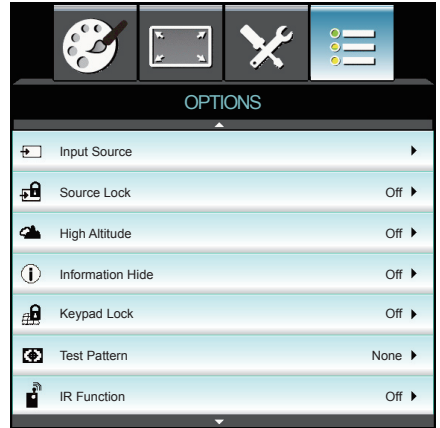 OPTIONS
Input Source
Source Lock Off
High Altitude Off
Information Hide Off
Keypad Lock Off
Test Pattern None
IR Function Off